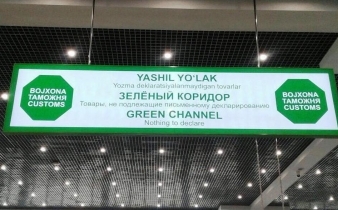 BOJXONA
ТАМОЖНЯ
CUSTOMS
YASHIL YO'LAK
Yozma deklaratsiyalanmaydigan tovarlar
ЗЕЛЁНЫЙ КОРИДОР
Товары, не подлежащие письменному декларированию
GREEN CHANNEL
Nothing to declare
BOJXONA
ТАМОЖНЯ
CUSTOMS